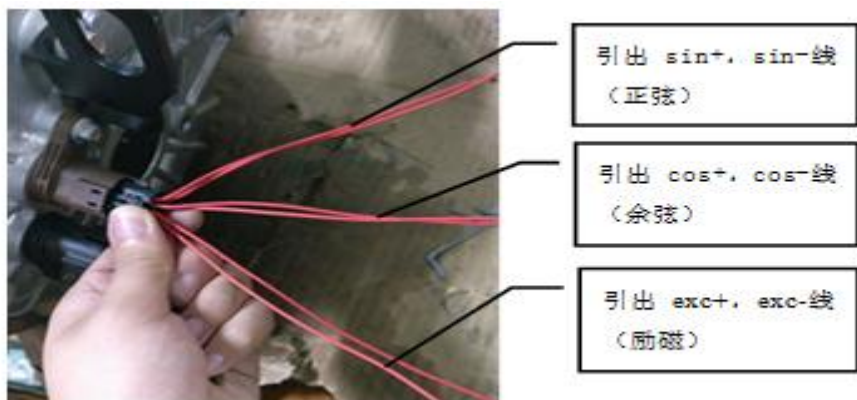 引出 sin+，sin-线
（正弦）
引出 cos+，cos-线
（余弦）
引出 exc+，exc-线
（励磁）